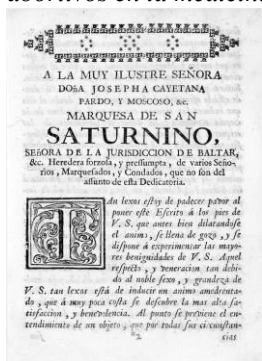 abortivos en la medicin
A LA MUY ILUSTRE SEÑORA
DOÑA JOSEPHA CAYETANA
PARDO, Y MOSCOSO, &c.
MARQUESA DE SAN
SATURNINO,
SEñORA DE LA JURISDICCION DE BALTAR,
&c. Heredera forzosa, y pressumpta, de varios Seño-
rios, Marquesados, y Condados, que no son del
assunto de esta Dedicatoria.
TAn lexos estoy de padecer pavor al
poner este Escrito à los pies de
V. S. que antes bien dilatandose
el animo, se llena de gozo, y se
dispone à experimentar las mayo-
res benignidades de V. S. Aquel
respeto, y veneracion tan debi-
do al noble sexo, y grandeza de
V. S. tan lexos està de inducir un animo amedrenta-
do, que à muy poca costa se descubre la mas alta sa-
tisfaccion, y benevolencia. Al punto se previene el en-
tendimiento de un objeto, que por todas sus circunstan-
cias